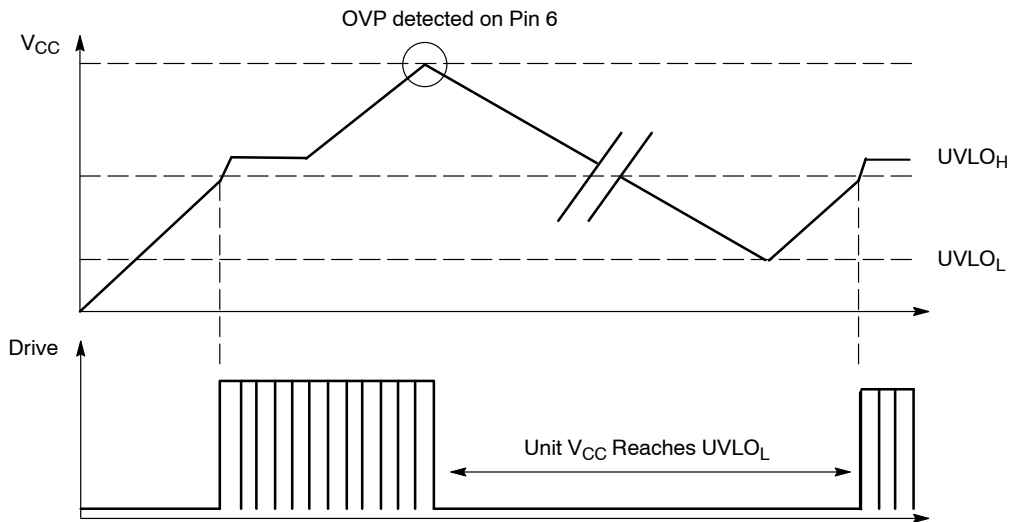 OVP detected on Pin 6
VCC
UVLOH
UVLOL
Drive
Unit VCC Reaches UVLOL